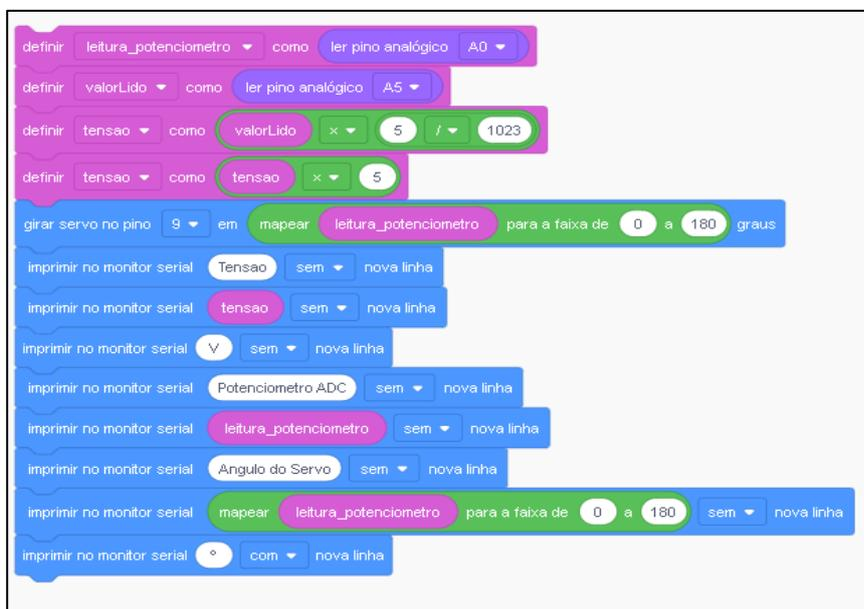 definir leitura_potenciometro como ler pino analógico A0
definir valorLido como ler pino analógico A5
definir tensao como valorLido x 5 / 1023
definir tensao como tensao x 5
girar servo no pino 9 em mapear leitura_potenciometro para a faixa de 0 a 180 graus
imprimir no monitor serial Tensao sem nova linha
imprimir no monitor serial tensao sem nova linha
imprimir no monitor serial V sem nova linha
imprimir no monitor serial Potenciometro ADC sem nova linha
imprimir no monitor serial leitura_potenciometro sem nova linha
imprimir no monitor serial Angulo do Servo sem nova linha
imprimir no monitor serial mapear leitura_potenciometro para a faixa de 0 a 180 sem nova linha
imprimir no monitor serial ° com nova linha